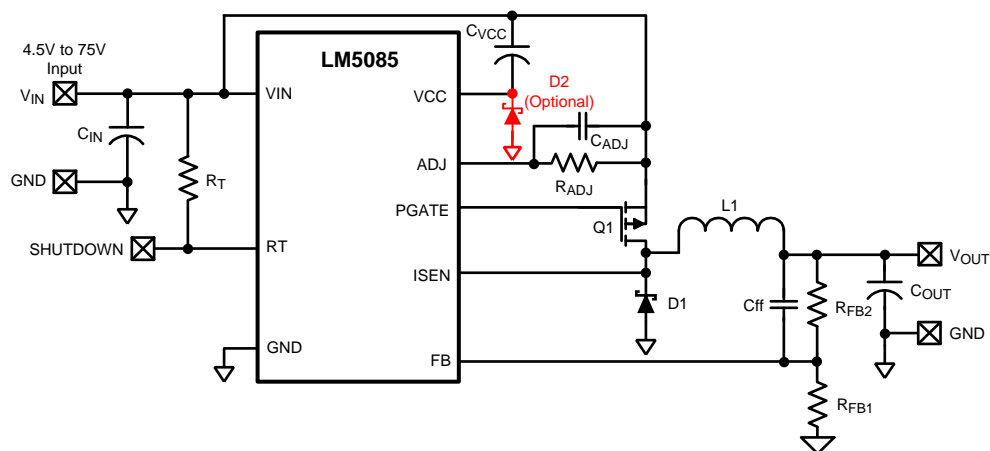 4.5V to 75V
Input
VIN
CIN
GND
RT
SHUTDOWN
LM5085
VIN
RT
GND
VCC
ADJ
PGATE
ISEN
FB
CVCC
D2
(Optional)
CADJ
RADJ
Q1
L1
D1
Cff
RFB2
RFB1
VOUT
COUT
GND